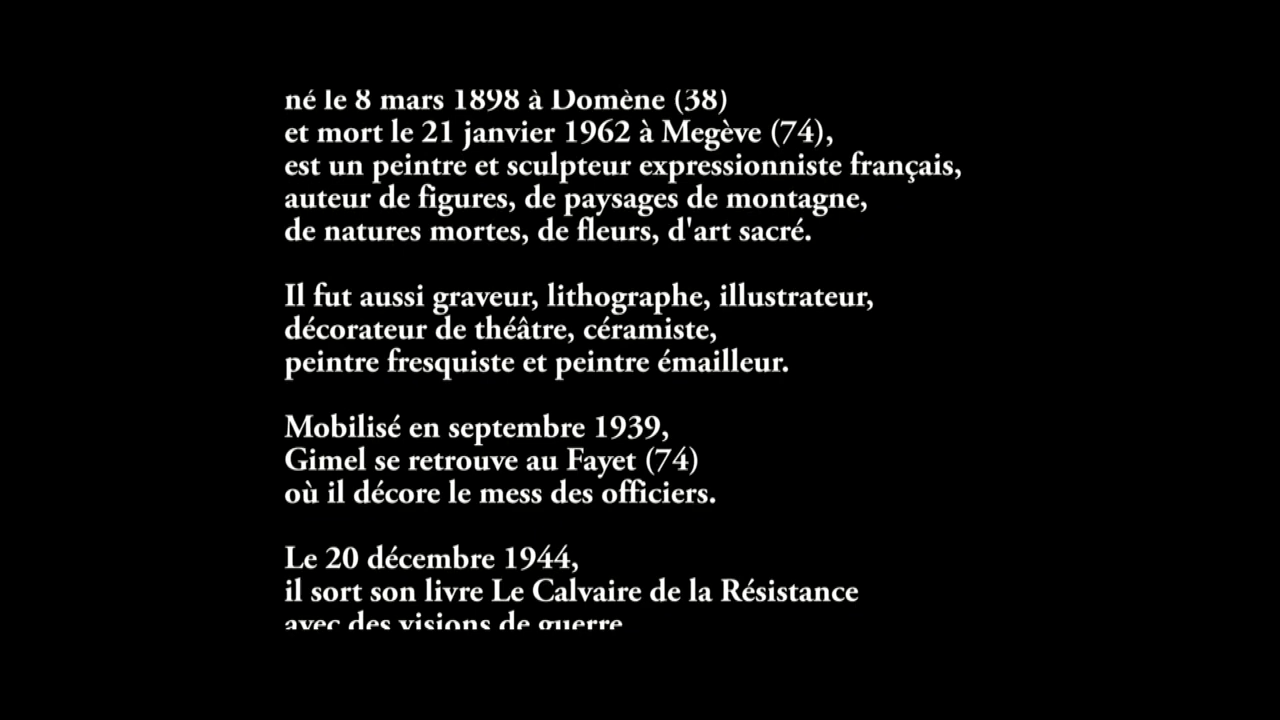 né le 8 mars 1898 à Domène (38)
et mort le 21 janvier 1962 à Megève (74),
est un peintre et sculpteur expressionniste français,
auteur de figures, de paysages de montagne,
de natures mortes, de fleurs, d'art sacré.
Il fut aussi graveur, lithographe, illustrateur,
décorateur de théâtre, céramiste,
peintre fresquiste et peintre émailleur.
Mobilisé en septembre 1939,
Gimel se retrouve au Fayet (74)
où il décore le mess des officiers.
Le 20 décembre 1944,
il sort son livre Le Calvaire de la Résistance
avec des visions de guerre